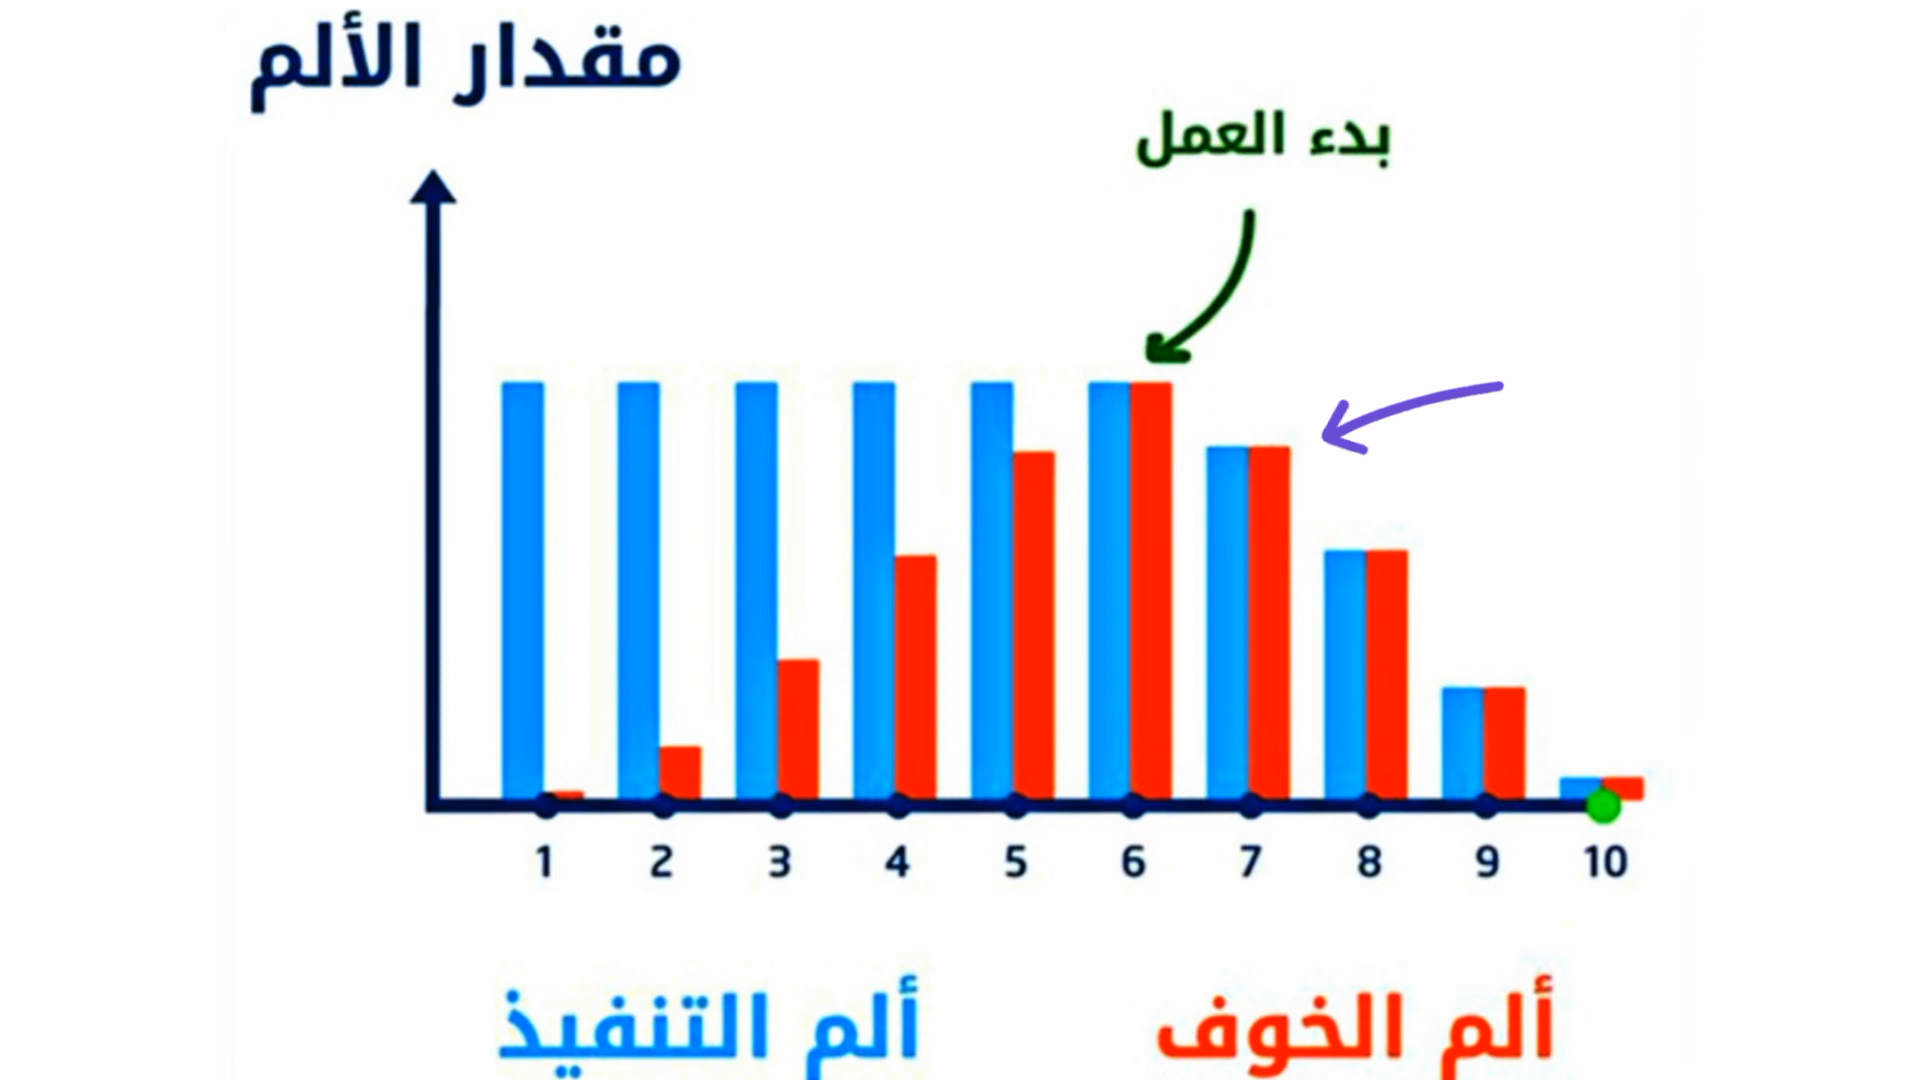 مقدار الألم
بدء العمل
1 2 3 4 5 6 7 8 9 10
ألم التنفيذ
ألم الخوف